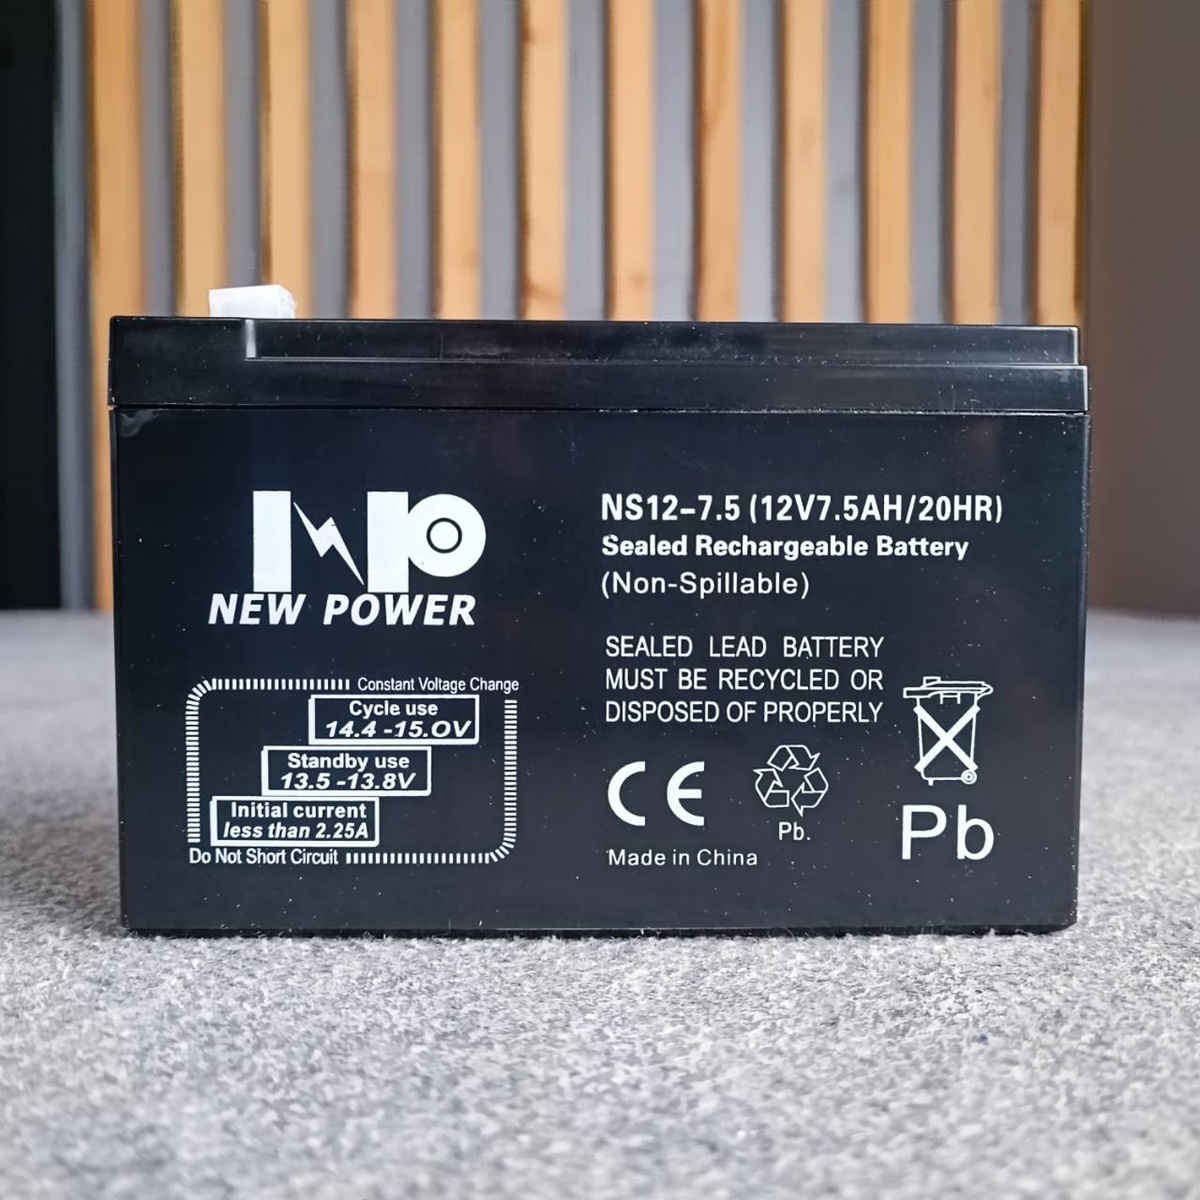 NP
NEW POWER
Constant Voltage Change
Cycle use
14.4 -15.0V
Standby use
13.5 -13.8V
Initial current
less than 2.25A
Do Not Short Circuit
NS12-7.5 (12V7.5AH/20HR)
Sealed Rechargeable Battery
(Non-Spillable)
SEALED LEAD BATTERY
MUST BE RECYCLED OR
DISPOSED OF PROPERLY
CE
Pb.
Pb
Made in China